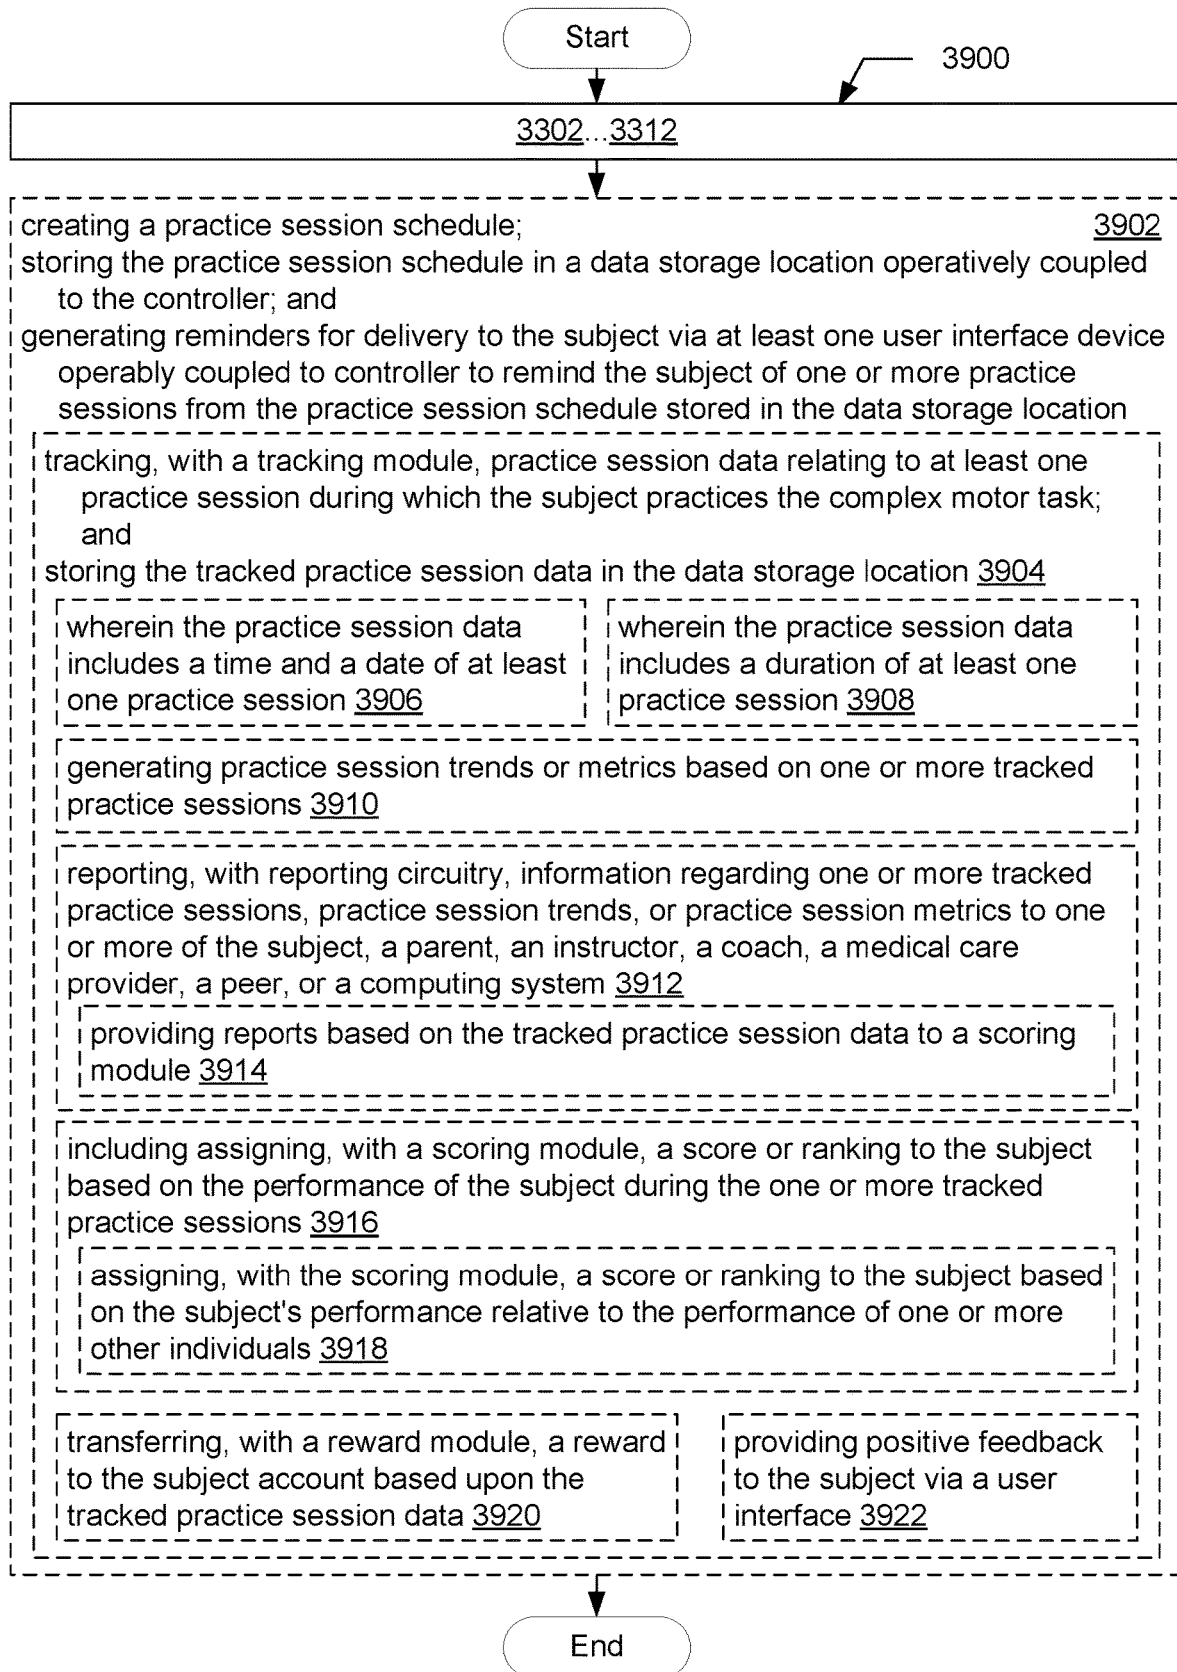 Start
3900
3302...3312
creating a practice session schedule; 3902
storing the practice session schedule in a data storage location operatively coupled
to the controller; and
generating reminders for delivery to the subject via at least one user interface device
operably coupled to controller to remind the subject of one or more practice
sessions from the practice session schedule stored in the data storage location
tracking, with a tracking module, practice session data relating to at least one
practice session during which the subject practices the complex motor task;
and
storing the tracked practice session data in the data storage location 3904
wherein the practice session data
includes a time and a date of at least
one practice session 3906
wherein the practice session data
includes a duration of at least one
practice session 3908
generating practice session trends or metrics based on one or more tracked
practice sessions 3910
reporting, with reporting circuitry, information regarding one or more tracked
practice sessions, practice session trends, or practice session metrics to one
or more of the subject, a parent, an instructor, a coach, a medical care
provider, a peer, or a computing system 3912
providing reports based on the tracked practice session data to a scoring
module 3914
including assigning, with a scoring module, a score or ranking to the subject
based on the performance of the subject during the one or more tracked
practice sessions 3916
assigning, with the scoring module, a score or ranking to the subject based
on the subject's performance relative to the performance of one or more
other individuals 3918
transferring, with a reward module, a reward
to the subject account based upon the
tracked practice session data 3920
providing positive feedback
to the subject via a user
interface 3922
End